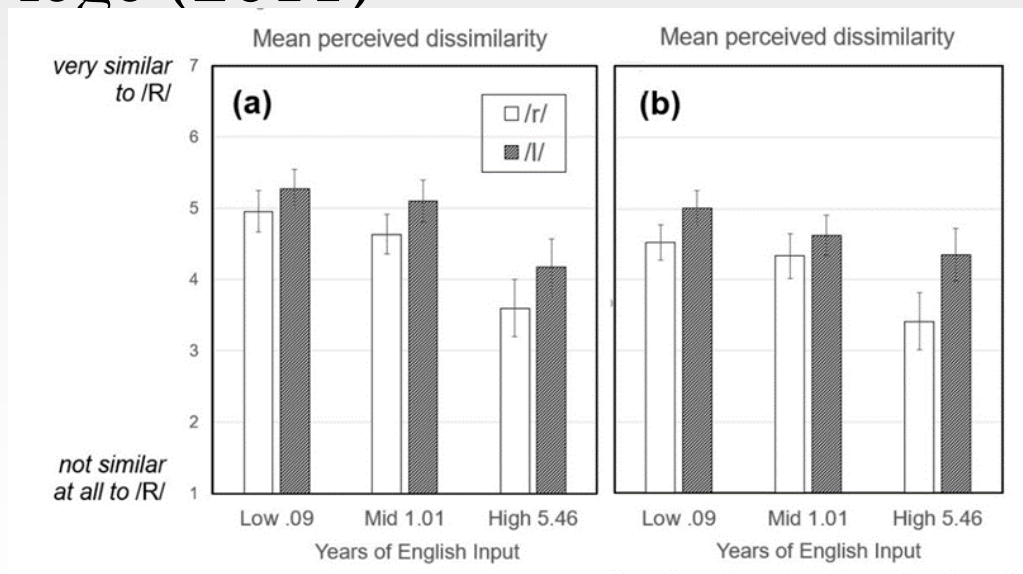 Mean perceived dissimilarity
Mean perceived dissimilarity
very similar
to /R/
7
6
5
4
3
2
1
not similar
at all to /R/
(a)
/r/
/l/
(b)
Low .09 Mid 1.01 High 5.46
Years of English Input
Low .09 Mid 1.01 High 5.46
Years of English Input